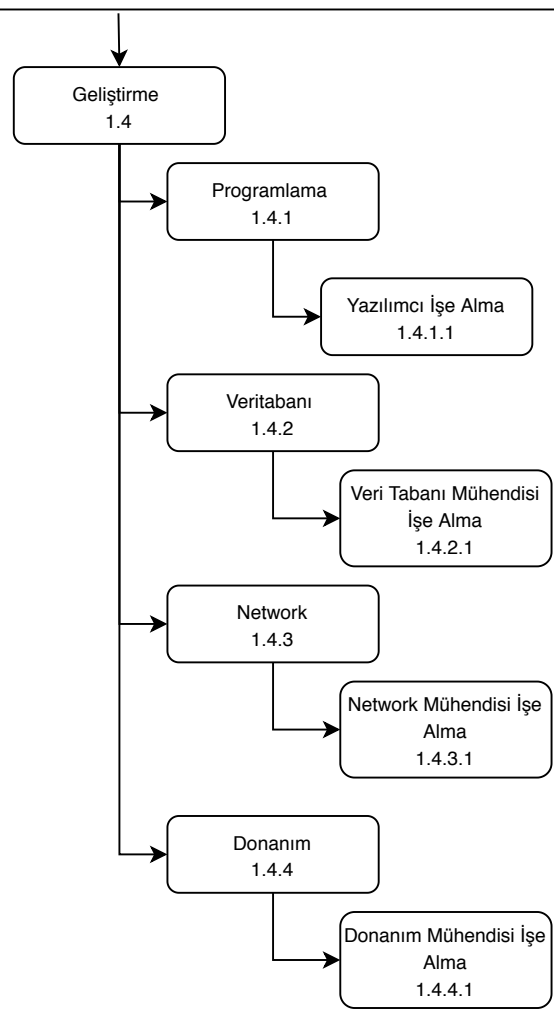 Geliştirme
1.4
Programlama
1.4.1
Yazılımcı İşe Alma
1.4.1.1
Veritabanı
1.4.2
Veri Tabanı Mühendisi
İşe Alma
1.4.2.1
Network
1.4.3
Network Mühendisi İşe
Alma
1.4.3.1
Donanım
1.4.4
Donanım Mühendisi İşe
Alma
1.4.4.1